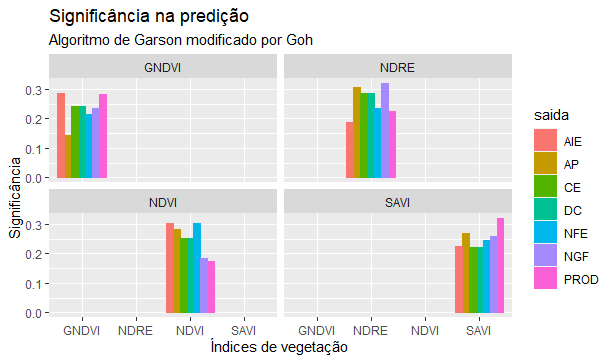 Significância na predição
Algoritmo de Garson modificado por Goh
GNDVI
NDRE
0.3
0.2
0.1
0.0
NDVI
SAVI
0.3
0.2
0.1
0.0
GNDVI NDRE NDVI SAVI
GNDVI NDRE NDVI SAVI
Índices de vegetação
Significância
saida
AIE
AP
CE
DC
NFE
NGF
PROD